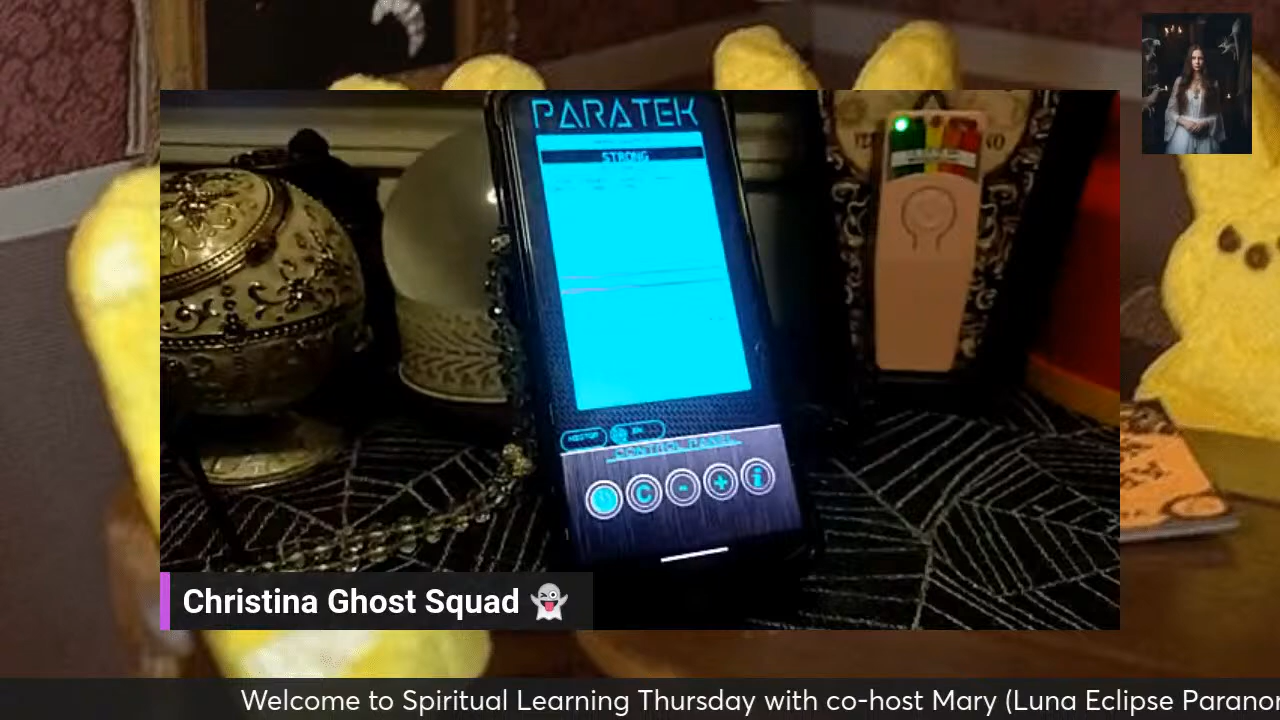 PARATEK
STRONG
CONTROL PANEL
C - + i
Christina Ghost Squad 👻
Welcome to Spiritual Learning Thursday with co-host Mary (Luna Eclipse Paranor